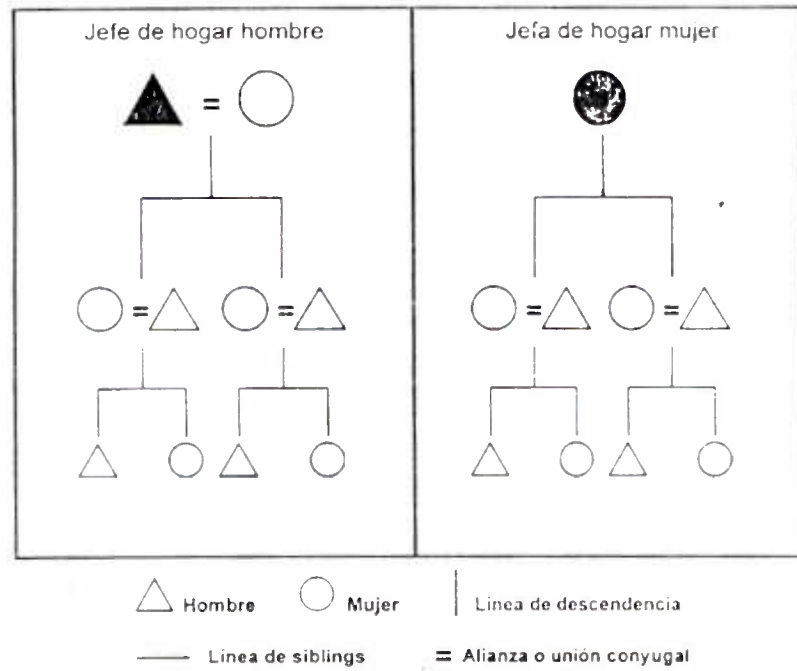 Jefe de hogar hombre
Jefa de hogar mujer
=
= =
= =
Hombre Mujer Linea de descendencia
Linea de siblings = Alianza o unión conyugal